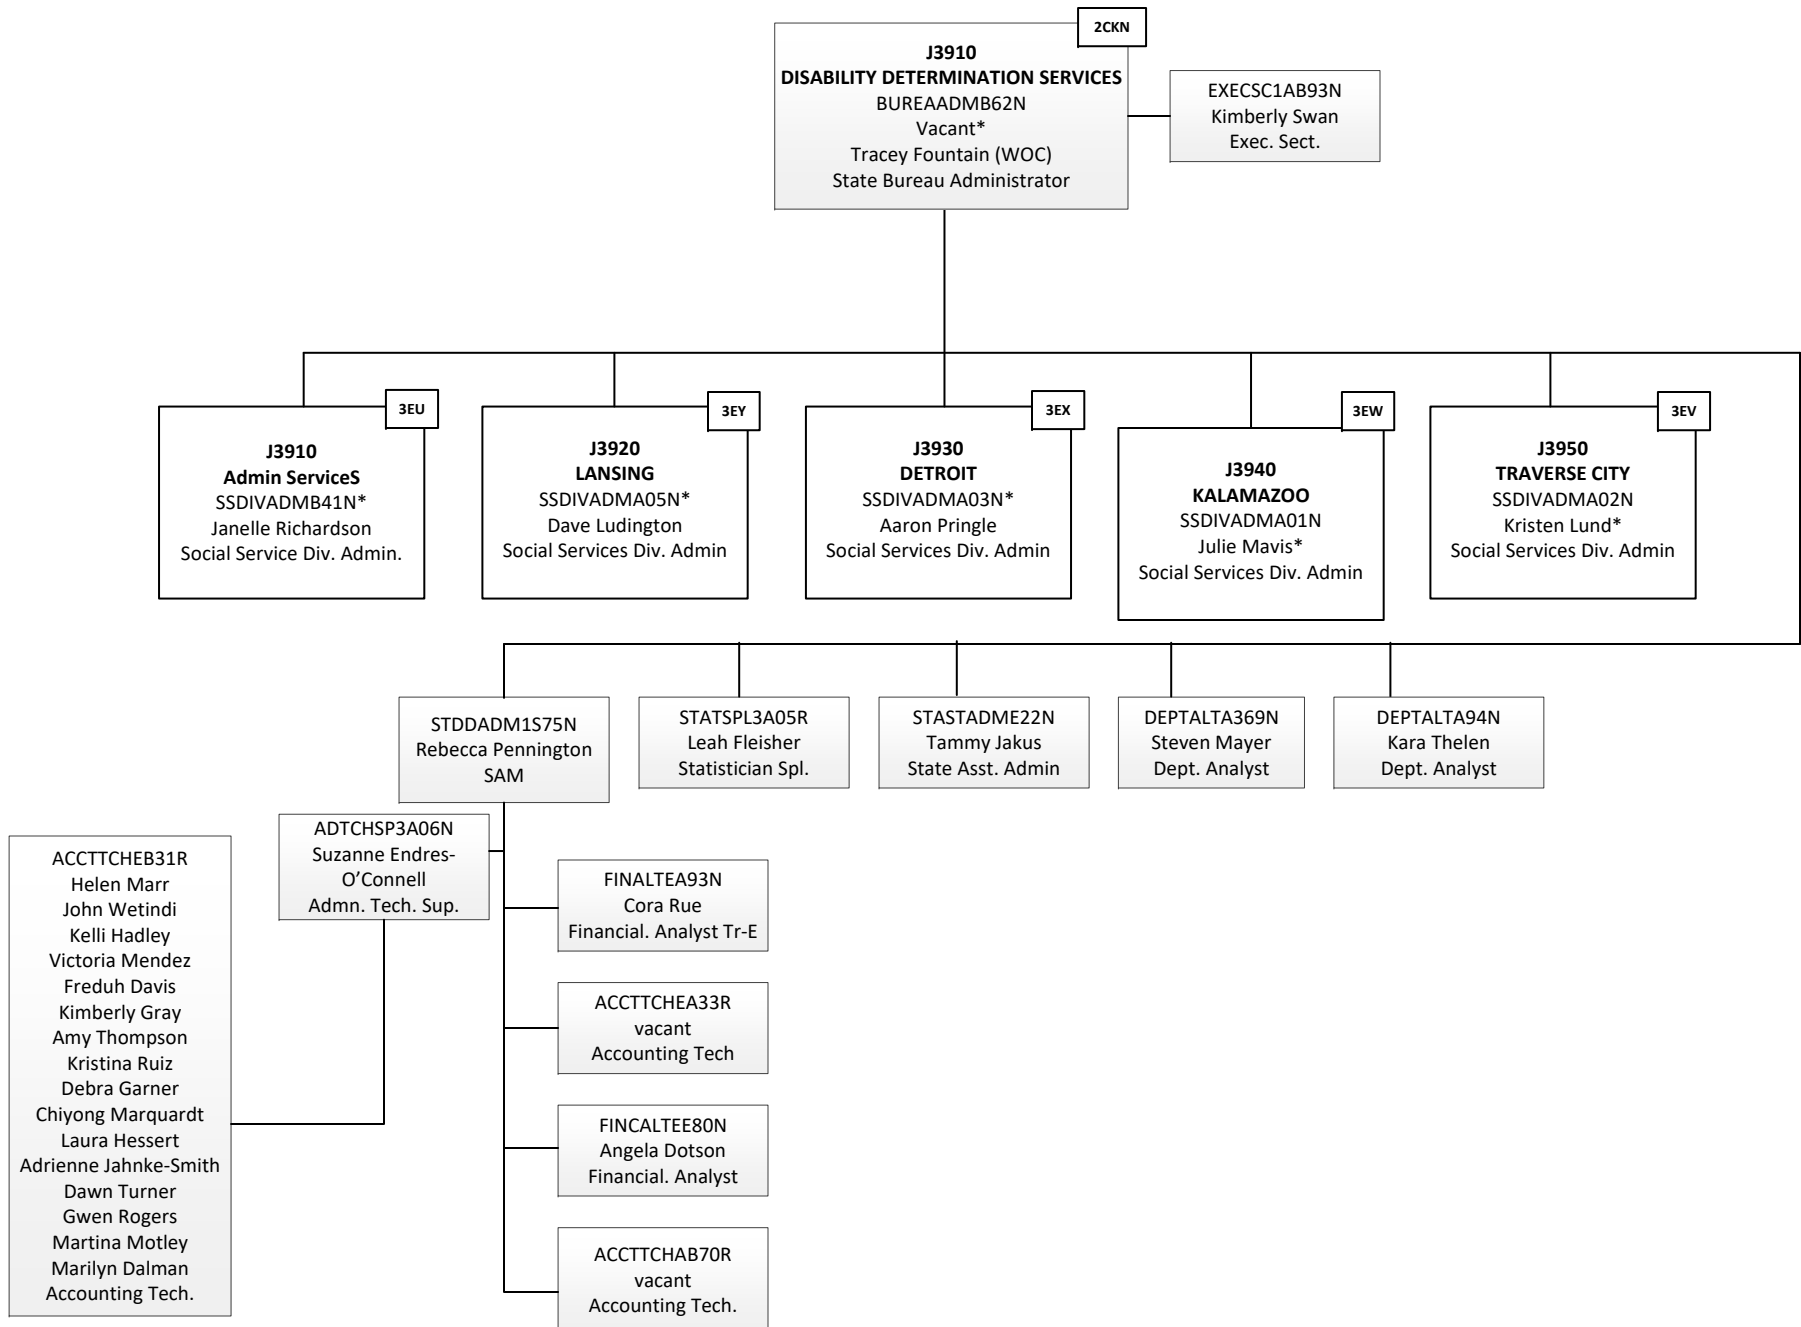 2CKN
J3910
DISABILITY DETERMINATION SERVICES
BUREAADMB62N
Vacant*
Tracey Fountain (WOC)
State Bureau Administrator
EXECSC1AB93N
Kimberly Swan
Exec. Sect.
3EU
J3910
Admin ServiceS
SSDIVADMB41N*
Janelle Richardson
Social Service Div. Admin.
3EY
J3920
LANSING
SSDIVADMA05N*
Dave Ludington
Social Services Div. Admin
3EX
J3930
DETROIT
SSDIVADMA03N*
Aaron Pringle
Social Services Div. Admin
3EW
J3940
KALAMAZOO
SSDIVADMA01N
Julie Mavis*
Social Services Div. Admin
3EV
J3950
TRAVERSE CITY
SSDIVADMA02N
Kristen Lund*
Social Services Div. Admin
STDDADM1S75N
Rebecca Pennington
SAM
STATSPL3A05R
Leah Fleisher
Statistician Spl.
STASTADME22N
Tammy Jakus
State Asst. Admin
DEPTALTA369N
Steven Mayer
Dept. Analyst
DEPTALTA94N
Kara Thelen
Dept. Analyst
ADTCHSP3A06N
Suzanne Endres-
O’Connell
Admn. Tech. Sup.
ACCTTCHEB31R
Helen Marr
John Wetindi
Kelli Hadley
Victoria Mendez
Freduh Davis
Kimberly Gray
Amy Thompson
Kristina Ruiz
Debra Garner
Chiyong Marquardt
Laura Hessert
Adrienne Jahnke-Smith
Dawn Turner
Gwen Rogers
Martina Motley
Marilyn Dalman
Accounting Tech.
FINALTEA93N
Cora Rue
Financial. Analyst Tr-E
ACCTTCHEA33R
vacant
Accounting Tech
FINCALTEE80N
Angela Dotson
Financial. Analyst
ACCTTCHAB70R
vacant
Accounting Tech.